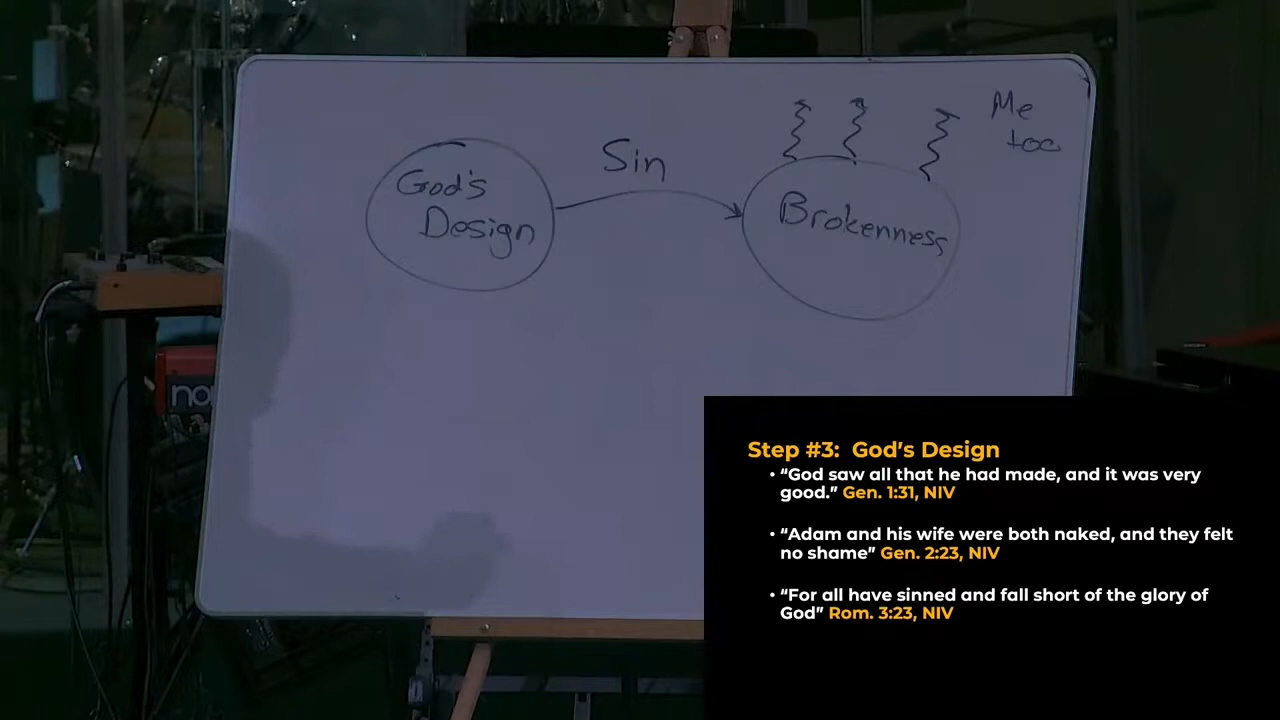 Me
too
Sin
God's
Design
Brokenness
no
Step #3: God's Design
• "God saw all that he had made, and it was very
good." Gen. 1:31, NIV
• "Adam and his wife were both naked, and they felt
no shame" Gen. 2:23, NIV
• "For all have sinned and fall short of the glory of
God" Rom. 3:23, NIV